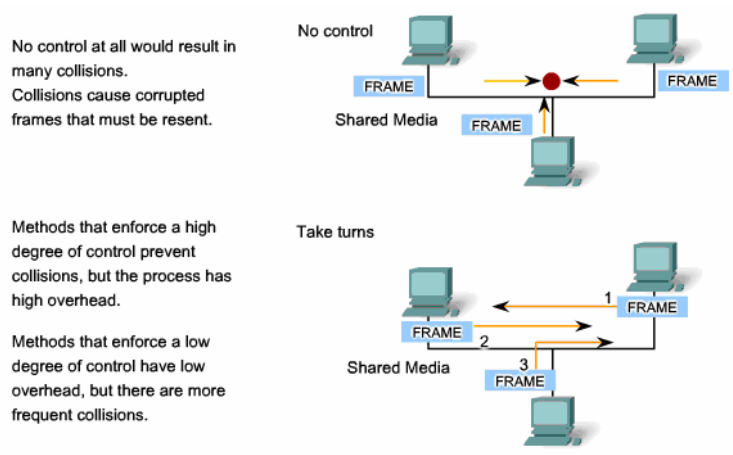 No control at all would result in
many collisions.
Collisions cause corrupted
frames that must be resent.
No control
FRAME
FRAME
Shared Media
FRAME
Methods that enforce a high
degree of control prevent
collisions, but the process has
high overhead.
Methods that enforce a low
degree of control have low
overhead, but there are more
frequent collisions.
Take turns
1
FRAME
FRAME
2
Shared Media
3
FRAME